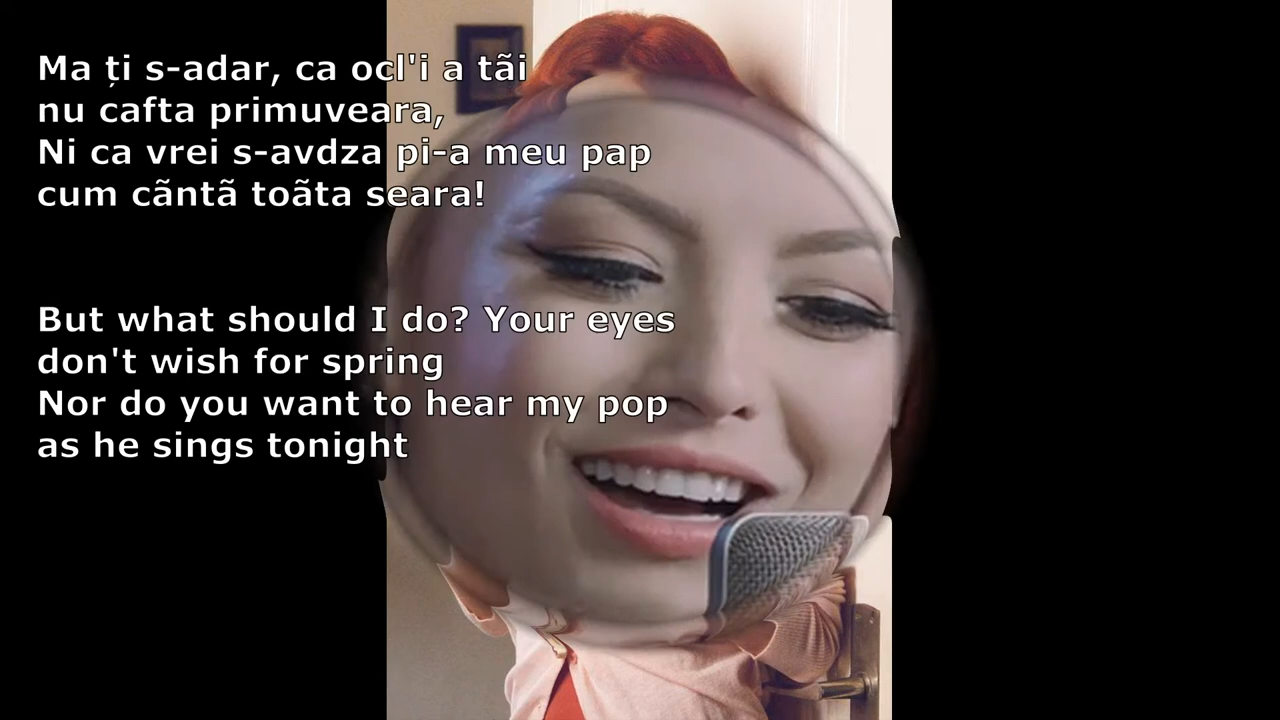 Ma ți s-adar, ca ocl'i a tãi
nu cafta primuveara,
Ni ca vrei s-avdza pi-a meu pap
cum cãntã toãta seara!
But what should I do? Your eyes
don't wish for spring
Nor do you want to hear my pop
as he sings tonight